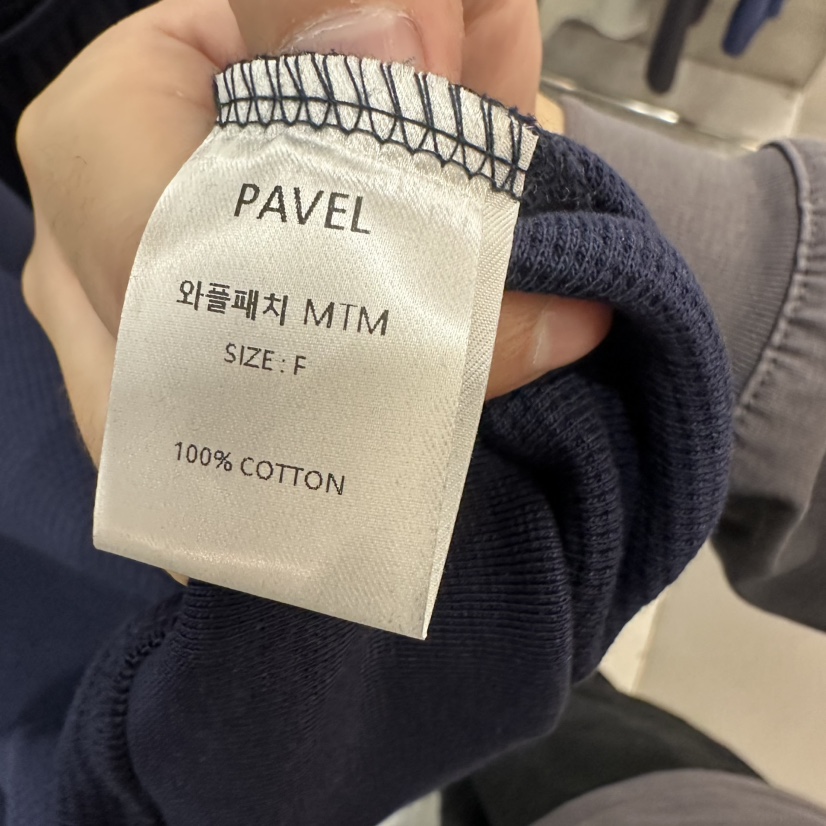 PAVEL
와플패치 MTM
SIZE : F
100% COTTON